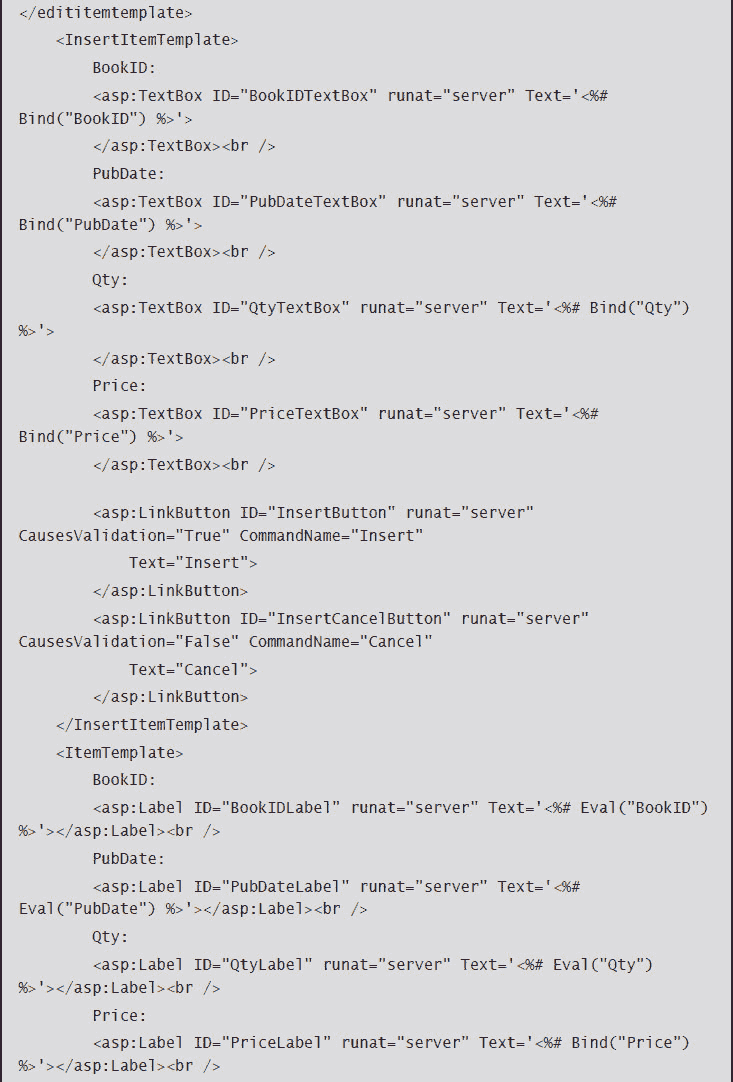 </edititemtemplate>
<InsertItemTemplate>
BookID:
<asp:TextBox ID="BookIDTextBox" runat="server" Text='<%#
Bind("BookID") %>'>
</asp:TextBox><br />
PubDate:
<asp:TextBox ID="PubDateTextBox" runat="server" Text='<%#
Bind("PubDate") %>'>
</asp:TextBox><br />
Qty:
<asp:TextBox ID="QtyTextBox" runat="server" Text='<%# Bind("Qty")
%>'>
</asp:TextBox><br />
Price:
<asp:TextBox ID="PriceTextBox" runat="server" Text='<%#
Bind("Price") %>'>
</asp:TextBox><br />
<asp:LinkButton ID="InsertButton" runat="server"
CausesValidation="True" CommandName="Insert"
Text="Insert">
</asp:LinkButton>
<asp:LinkButton ID="InsertCancelButton" runat="server"
CausesValidation="False" CommandName="Cancel"
Text="Cancel">
</asp:LinkButton>
</InsertItemTemplate>
<ItemTemplate>
BookID:
<asp:Label ID="BookIDLabel" runat="server" Text='<%# Eval("BookID")
%>'></asp:Label><br />
PubDate:
<asp:Label ID="PubDateLabel" runat="server" Text='<%#
Eval("PubDate") %>'></asp:Label><br />
Qty:
<asp:Label ID="QtyLabel" runat="server" Text='<%# Eval("Qty")
%>'></asp:Label><br />
Price:
<asp:Label ID="PriceLabel" runat="server" Text='<%# Bind("Price")
%>'></asp:Label><br />